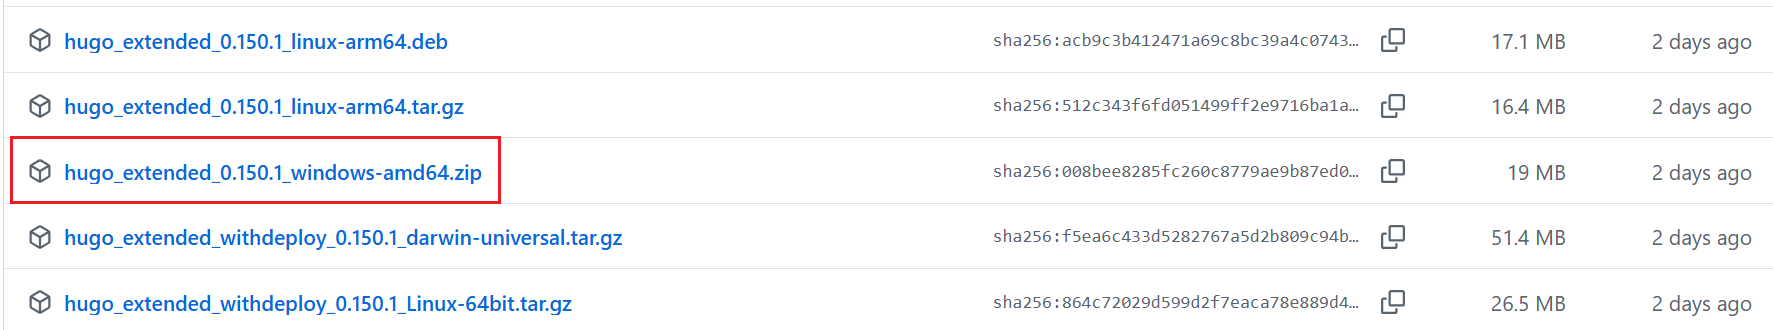 hugo_extended_0.150.1_linux-arm64.deb sha256:acb9c3b412471a69c8bc39a4c0743… 17.1 MB 2 days ago
hugo_extended_0.150.1_linux-arm64.tar.gz sha256:512c343f6fd051499ff2e9716ba1a… 16.4 MB 2 days ago
hugo_extended_0.150.1_windows-amd64.zip sha256:008bee8285fc260c8779ae9b87ed0… 19 MB 2 days ago
hugo_extended_withdeploy_0.150.1_darwin-universal.tar.gz sha256:f5ea6c433d5282767a5d2b809c94b… 51.4 MB 2 days ago
hugo_extended_withdeploy_0.150.1_Linux-64bit.tar.gz sha256:864c72029d599d2f7eaca78e889d4… 26.5 MB 2 days ago